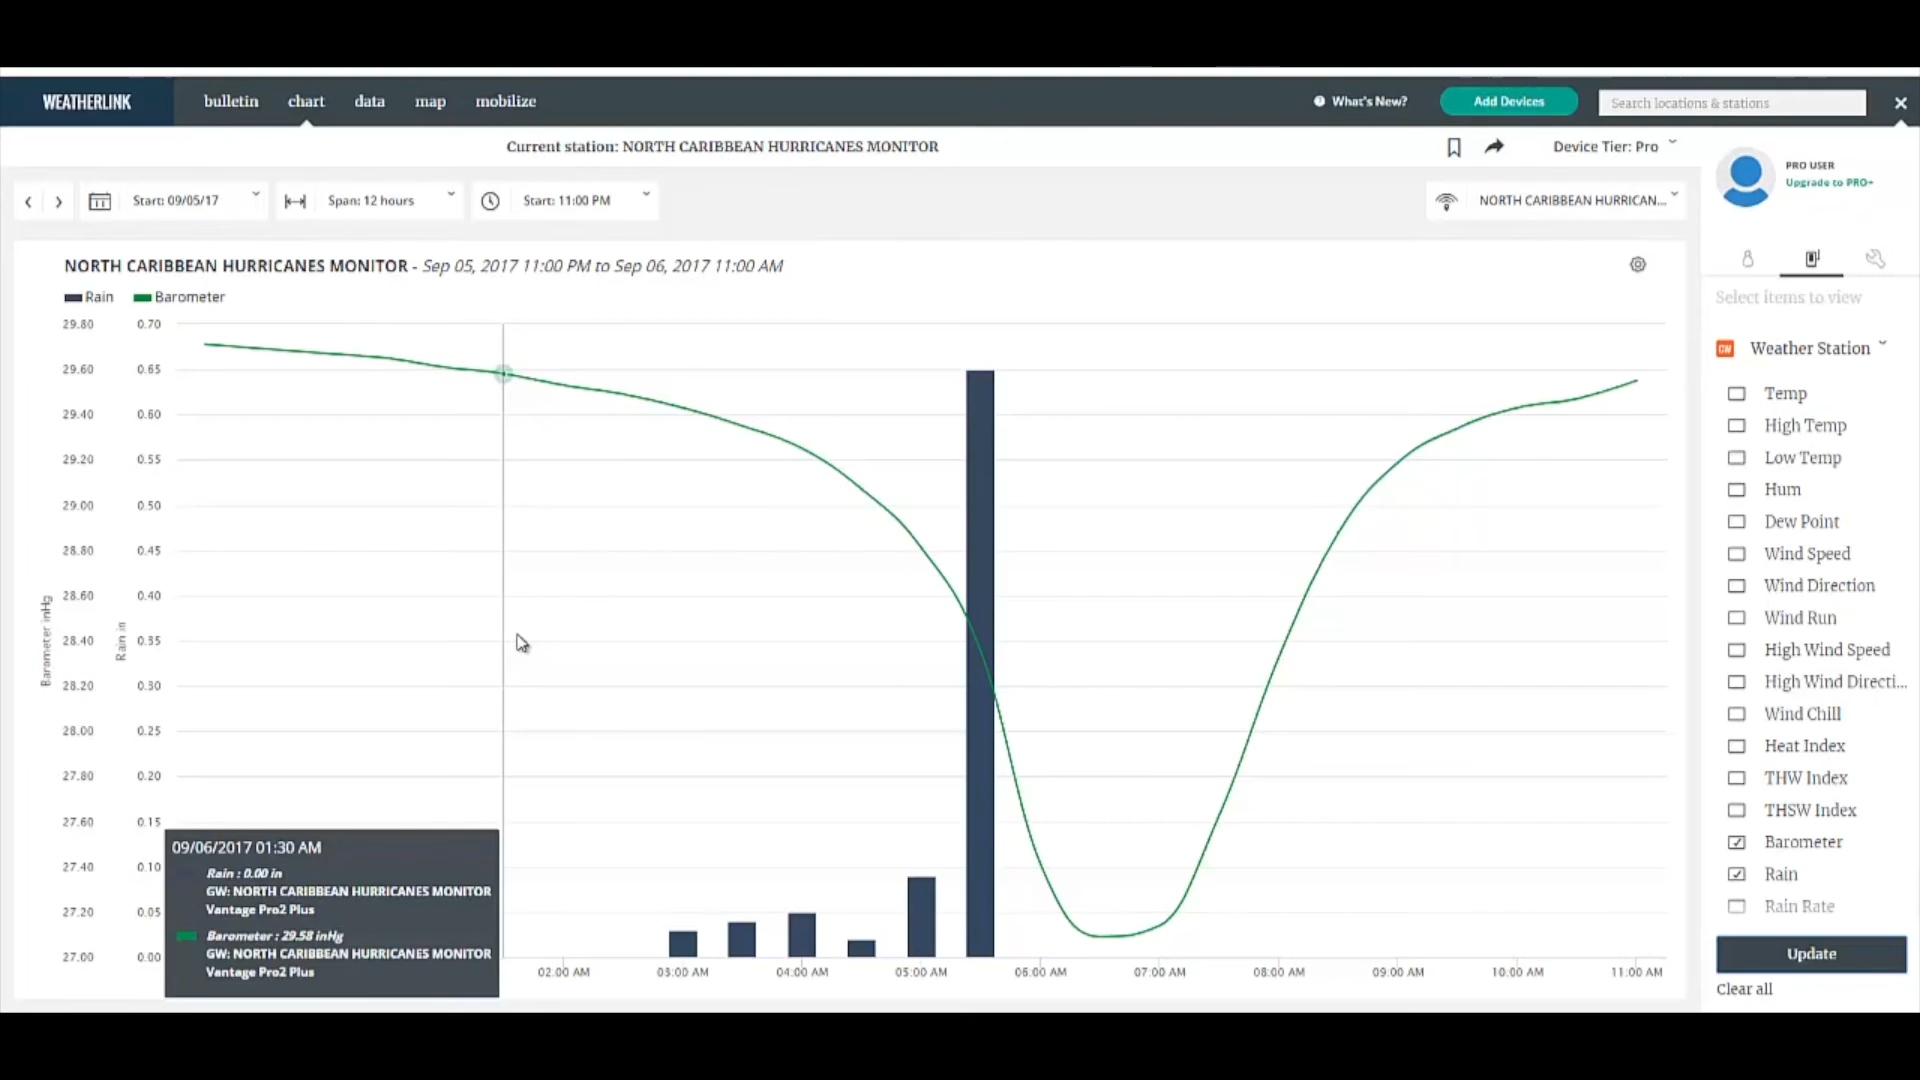 WEATHERLINK
bulletin
chart
data
map
mobilize
What's New?
Add Devices
Search locations & stations
Current station: NORTH CARIBBEAN HURRICANES MONITOR
Device Tier: Pro
PRO USER
Upgrade to PRO+
Start: 09/05/17
Span: 12 hours
Start: 11:00 PM
NORTH CARIBBEAN HURRICAN...
NORTH CARIBBEAN HURRICANES MONITOR - Sep 05, 2017 11:00 PM to Sep 06, 2017 11:00 AM
Rain
Barometer
29.80 0.70
29.60 0.65
29.40 0.60
29.20 0.55
29.00 0.50
28.80 0.45
28.60 0.40
28.40 0.35
28.20 0.30
28.00 0.25
27.80 0.20
27.60 0.15
27.40 0.10
27.20 0.05
27.00 0.00
Barometer inHg
Rain in
09/06/2017 01:30 AM
Rain : 0.00 in
GW: NORTH CARIBBEAN HURRICANES MONITOR
Vantage Pro2 Plus
Barometer : 29.58 inHg
GW: NORTH CARIBBEAN HURRICANES MONITOR
Vantage Pro2 Plus
02:00 AM
03:00 AM
04:00 AM
05:00 AM
06:00 AM
07:00 AM
08:00 AM
09:00 AM
10:00 AM
11:00 AM
Select items to view
GW
Weather Station
Temp
High Temp
Low Temp
Hum
Dew Point
Wind Speed
Wind Direction
Wind Run
High Wind Speed
High Wind Directi...
Wind Chill
Heat Index
THW Index
THSW Index
Barometer
Rain
Rain Rate
Update
Clear all